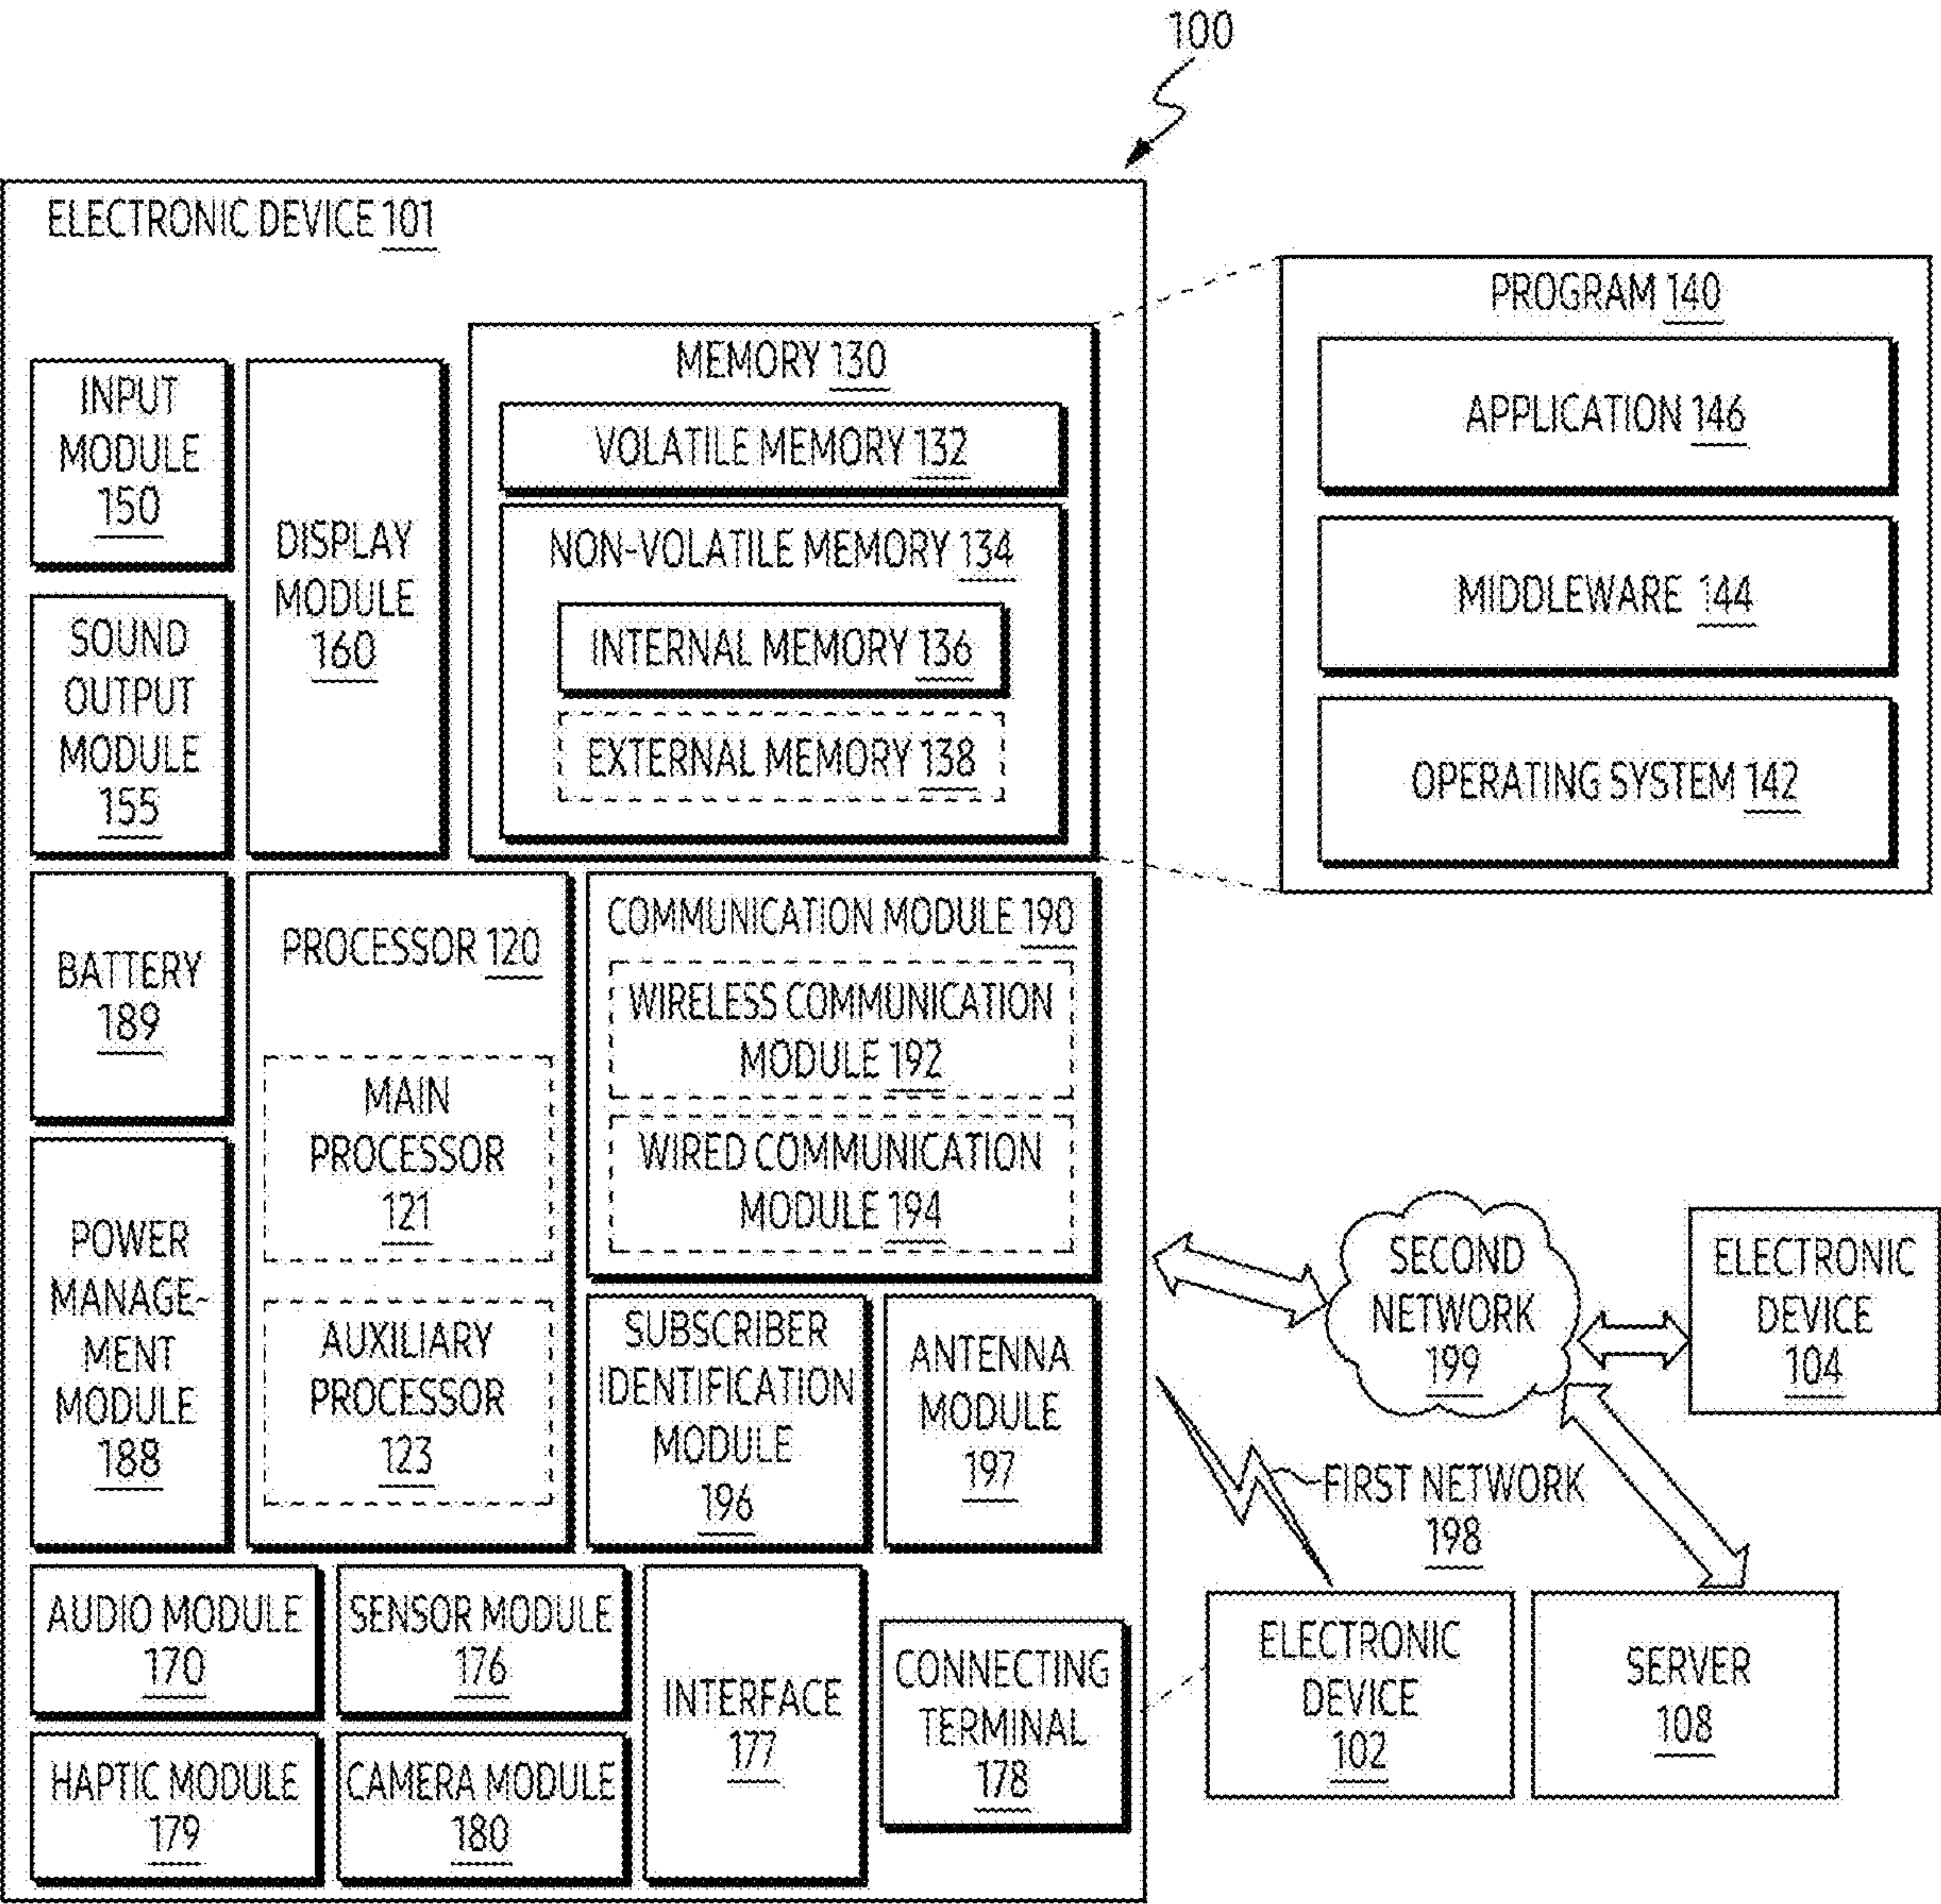 100
ELECTRONIC DEVICE 101
INPUT
MODULE
150
SOUND
OUTPUT
MODULE
155
DISPLAY
MODULE
160
MEMORY 130
VOLATILE MEMORY 132
NON-VOLATILE MEMORY 134
INTERNAL MEMORY 136
EXTERNAL MEMORY 138
PROGRAM 140
APPLICATION 146
MIDDLEWARE 144
OPERATING SYSTEM 142
BATTERY
189
POWER
MANAGE-
MENT
MODULE
188
PROCESSOR 120
MAIN
PROCESSOR
121
AUXILIARY
PROCESSOR
123
COMMUNICATION MODULE 190
WIRELESS COMMUNICATION
MODULE 192
WIRED COMMUNICATION
MODULE 194
SUBSCRIBER
IDENTIFICATION
MODULE
196
ANTENNA
MODULE
197
SECOND
NETWORK
199
ELECTRONIC
DEVICE
104
FIRST NETWORK
198
AUDIO MODULE
170
SENSOR MODULE
176
INTERFACE
177
CONNECTING
TERMINAL
178
HAPTIC MODULE
179
CAMERA MODULE
180
ELECTRONIC
DEVICE
102
SERVER
108